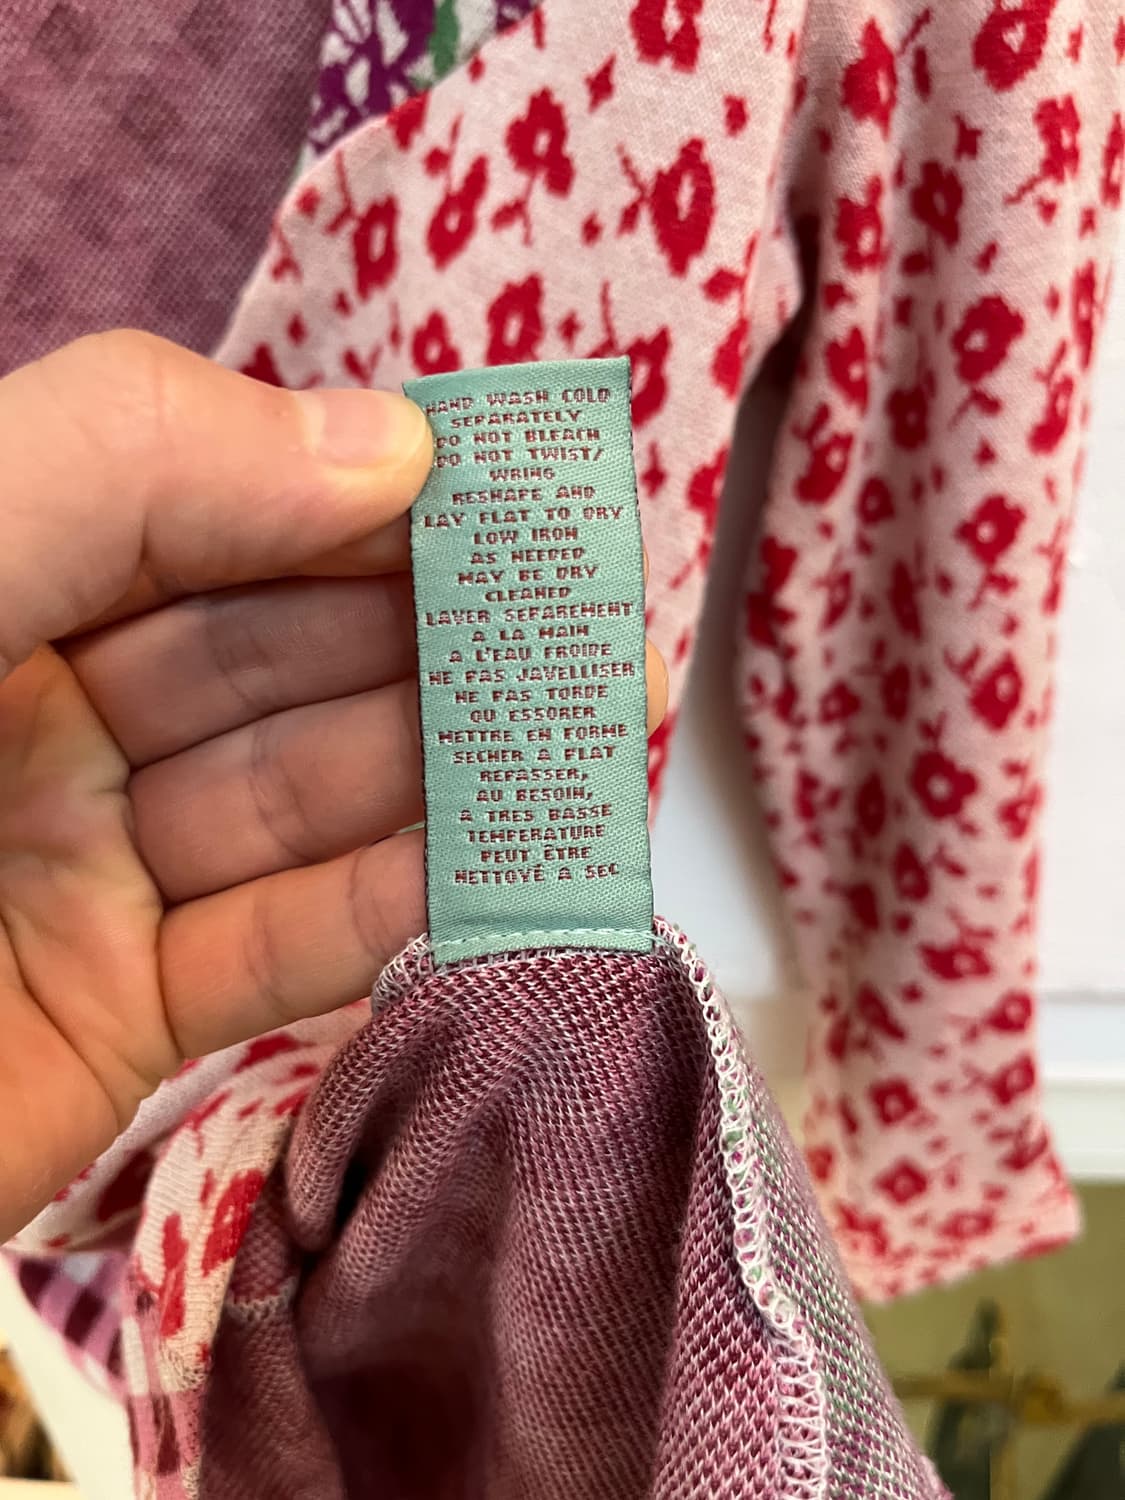 HAND WASH COLD
SEPARATELY
DO NOT BLEACH
DO NOT TWIST/
WRING
RESHAPE AND
LAY FLAT TO DRY
LOW IRON
AS NEEDED
MAY BE DRY
CLEANED
LAVER SEPAREMENT
A LA MAIN
A L'EAU FROIDE
NE PAS JAVELLISER
NE PAS TORDE
OU ESSORER
METTRE EN FORME
SECHER A PLAT
REPASSER,
AU BESOIN,
A TRES BASSE
TEMPERATURE
PEUT ÊTRE
NETTOYÉ A SEC